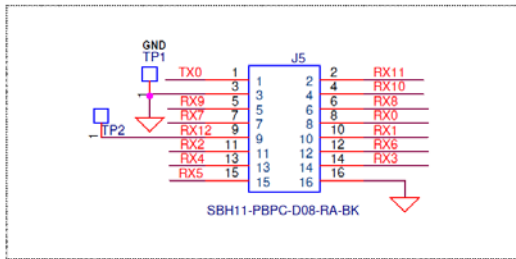 GND
TP1
J5
TX0 1 1 2 2 RX11
1 3 3 4 4 RX10
RX9 5 5 6 6 RX8
RX7 7 7 8 8 RX0
1 TP2 RX12 9 9 10 10 RX1
RX2 11 11 12 12 RX6
RX4 13 13 14 14 RX3
RX5 15 15 16 16
SBH11-PBPC-D08-RA-BK